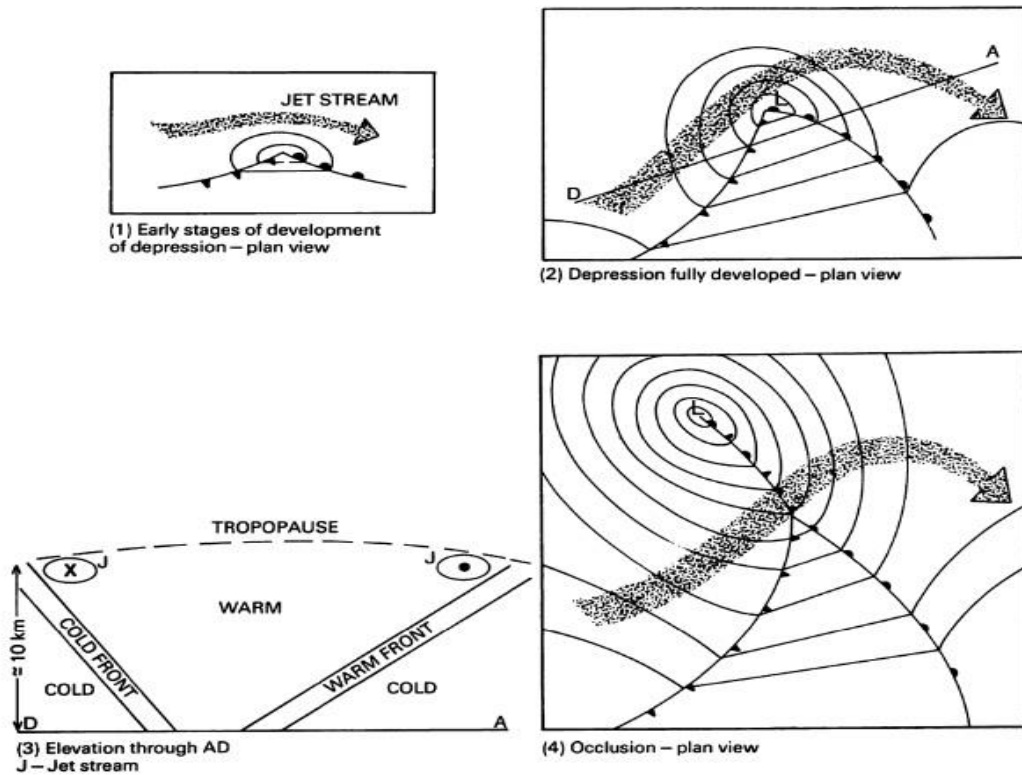 JET STREAM
(1) Early stages of development
of depression – plan view
A
L
D
(2) Depression fully developed – plan view
TROPOPAUSE
J
X
J
WARM
≈ 10 km
COLD FRONT
WARM FRONT
COLD
COLD
D
A
(3) Elevation through AD
J – Jet stream
L
(4) Occlusion – plan view